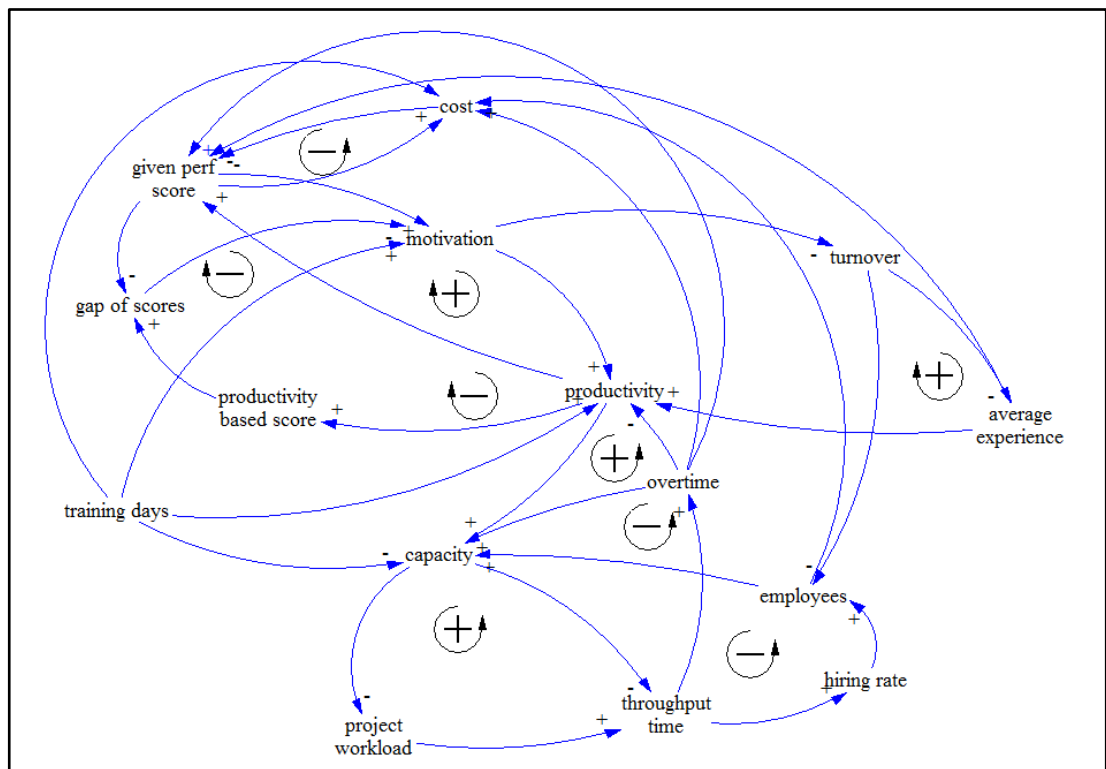 cost
given perf
score
motivation
turnover
gap of scores
productivity
based score
productivity
average
experience
overtime
training days
capacity
employees
hiring rate
throughput
time
project
workload